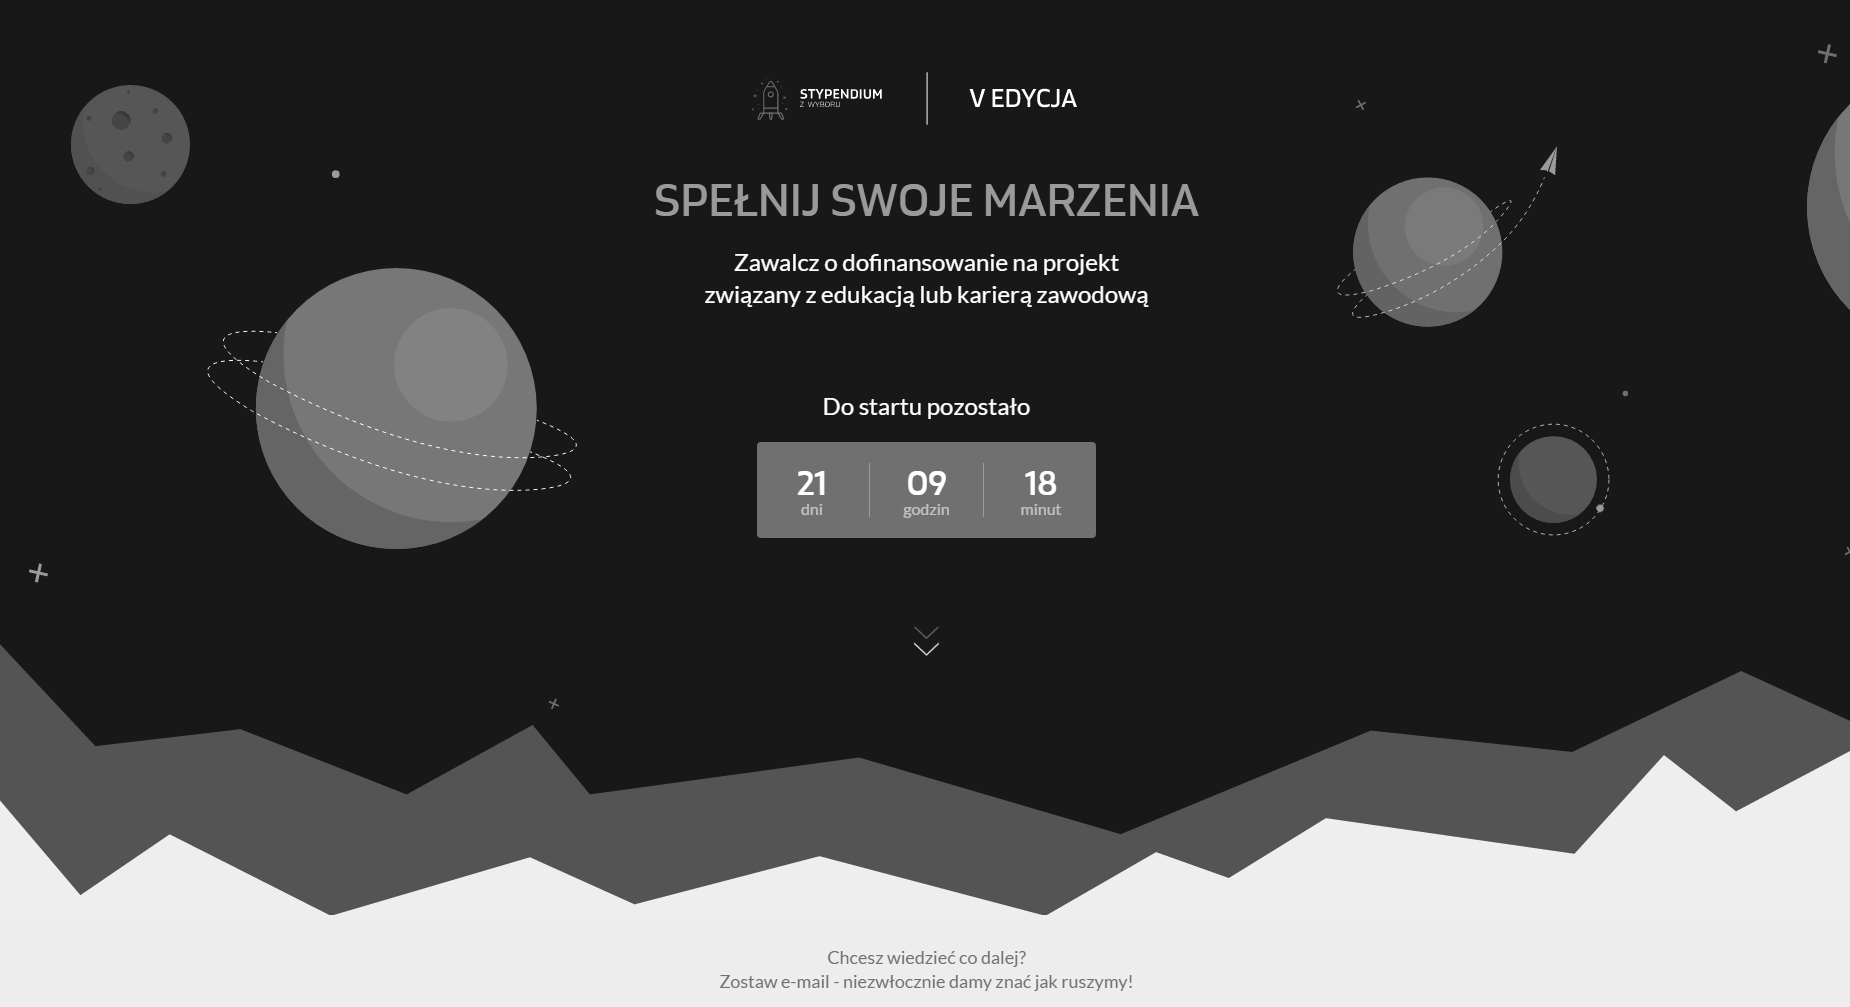 STYPENDIUM
Z WYBORU
V EDYCJA
SPEŁNIJ SWOJE MARZENIA
Zawalcz o dofinansowanie na projekt
związany z edukacją lub karierą zawodową
Do startu pozostało
21 09 18
dni godzin minut
Chcesz wiedzieć co dalej?
Zostaw e-mail - niezwłocznie damy znać jak ruszymy!